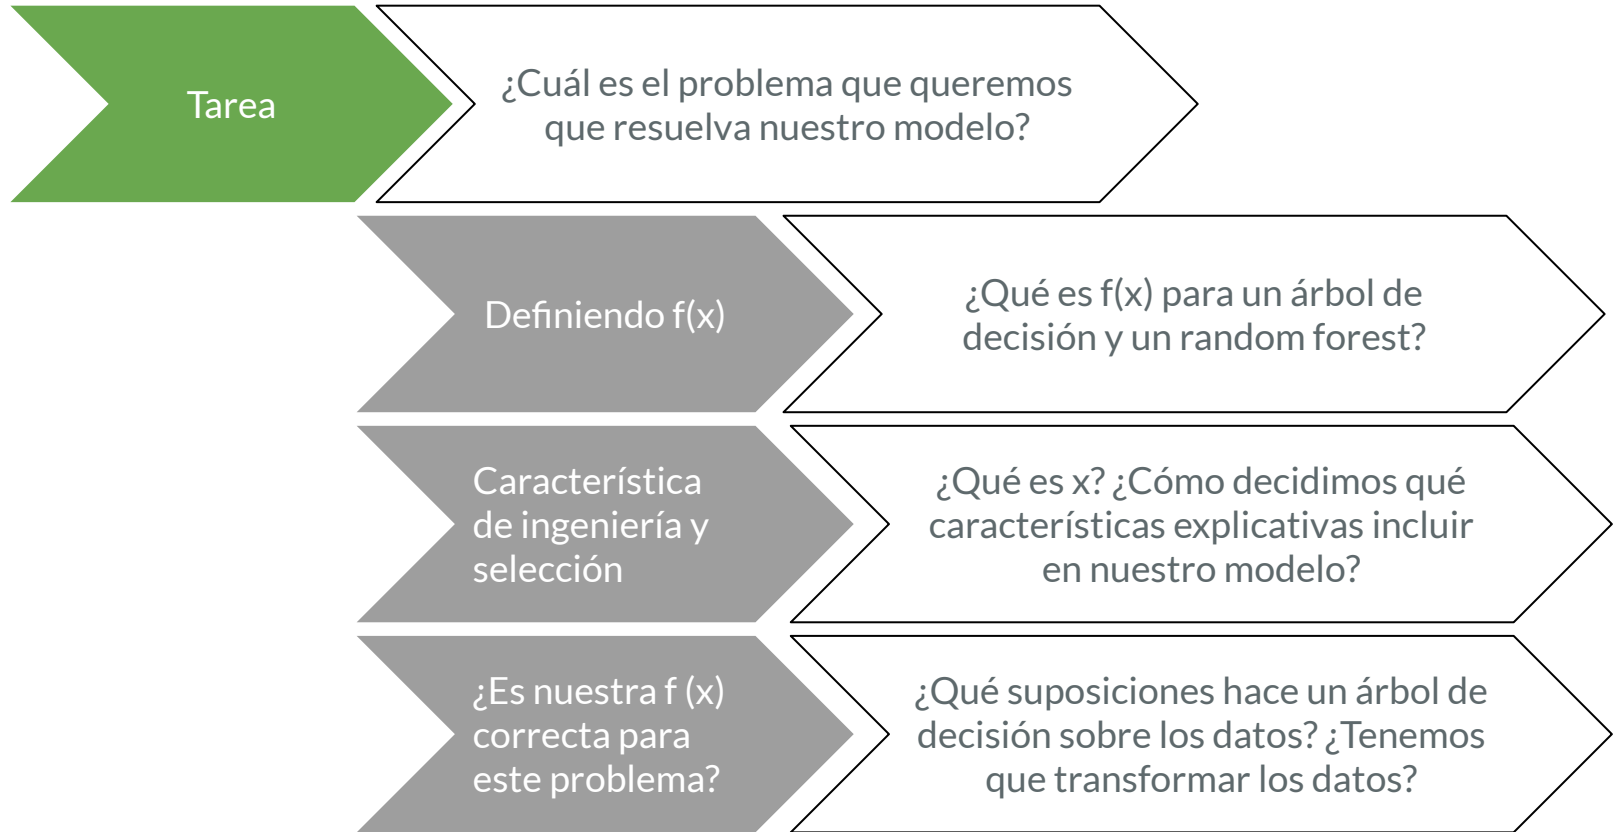 Tarea
¿Cuál es el problema que queremos
que resuelva nuestro modelo?
Definiendo f(x)
¿Qué es f(x) para un árbol de
decisión y un random forest?
Característica
de ingeniería y
selección
¿Qué es x? ¿Cómo decidimos qué
características explicativas incluir
en nuestro modelo?
¿Es nuestra f (x)
correcta para
este problema?
¿Qué suposiciones hace un árbol de
decisión sobre los datos? ¿Tenemos
que transformar los datos?